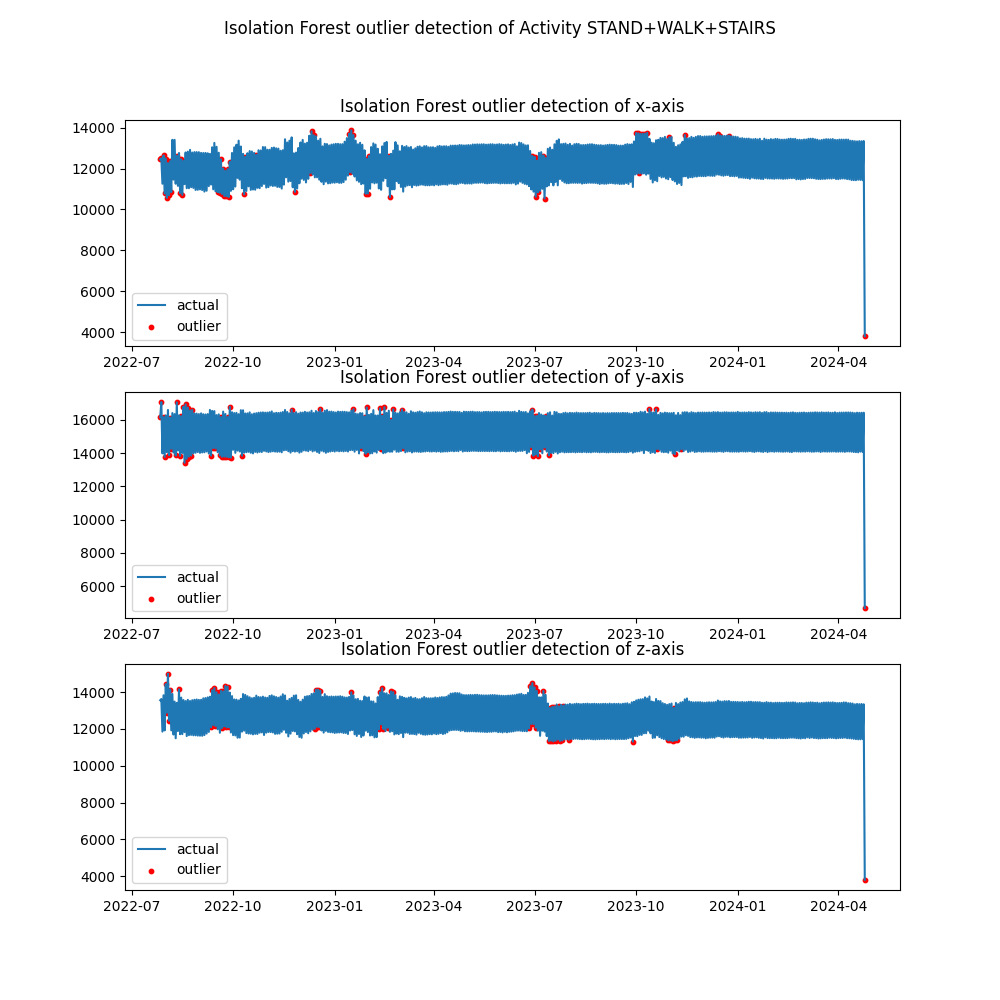 Isolation Forest outlier detection of Activity STAND+WALK+STAIRS
Isolation Forest outlier detection of x-axis
14000
12000
10000
8000
6000
4000
actual
outlier
2022-07 2022-10 2023-01 2023-04 2023-07 2023-10 2024-01 2024-04
Isolation Forest outlier detection of y-axis
16000
14000
12000
10000
8000
6000
actual
outlier
2022-07 2022-10 2023-01 2023-04 2023-07 2023-10 2024-01 2024-04
Isolation Forest outlier detection of z-axis
14000
12000
10000
8000
6000
4000
actual
outlier
2022-07 2022-10 2023-01 2023-04 2023-07 2023-10 2024-01 2024-04